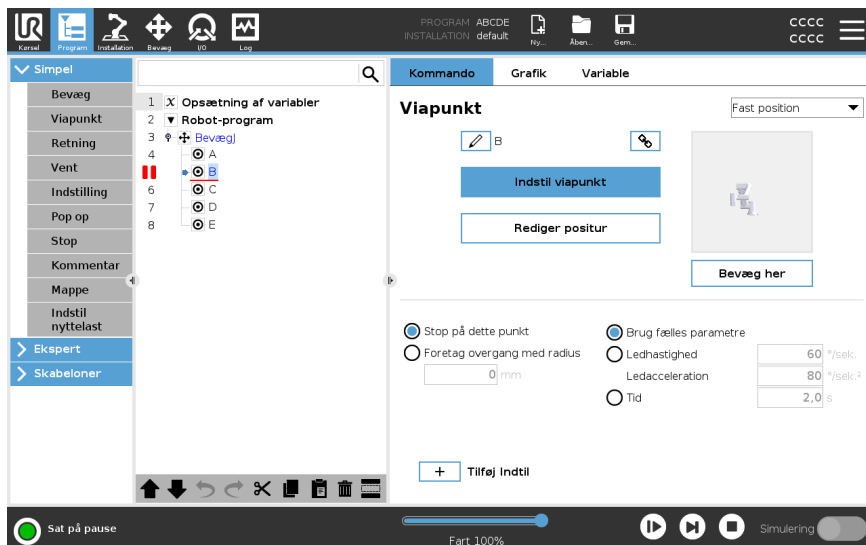 UR
PROGRAM ABCDE
INSTALLATION default
CCCC
CCCC
Kørsel
Program
Installation
Bevæg
I/O
Log
Ny...
Åben...
Gem...
Simpel
Bevæg
Viapunkt
Retning
Vent
Indstilling
Pop op
Stop
Kommentar
Mappe
Indstil
nyttelast
Ekspert
Skabeloner
1 X Opsætning af variabler
2 Robot-program
3 BevægJ
4 A
B
6 C
7 D
8 E
Kommando
Grafik
Variable
Viapunkt
Fast position
B
Indstil viapunkt
Rediger positur
Bevæg her
Stop på dette punkt
Foretag overgang med radius
0 mm
Brug fælles parametre
Ledhastighed 60 °/sek.
Ledacceleration 80 °/sek.²
Tid 2,0 s
+ Tilføj Indtil
Sat på pause
Fart 100%
Simulering